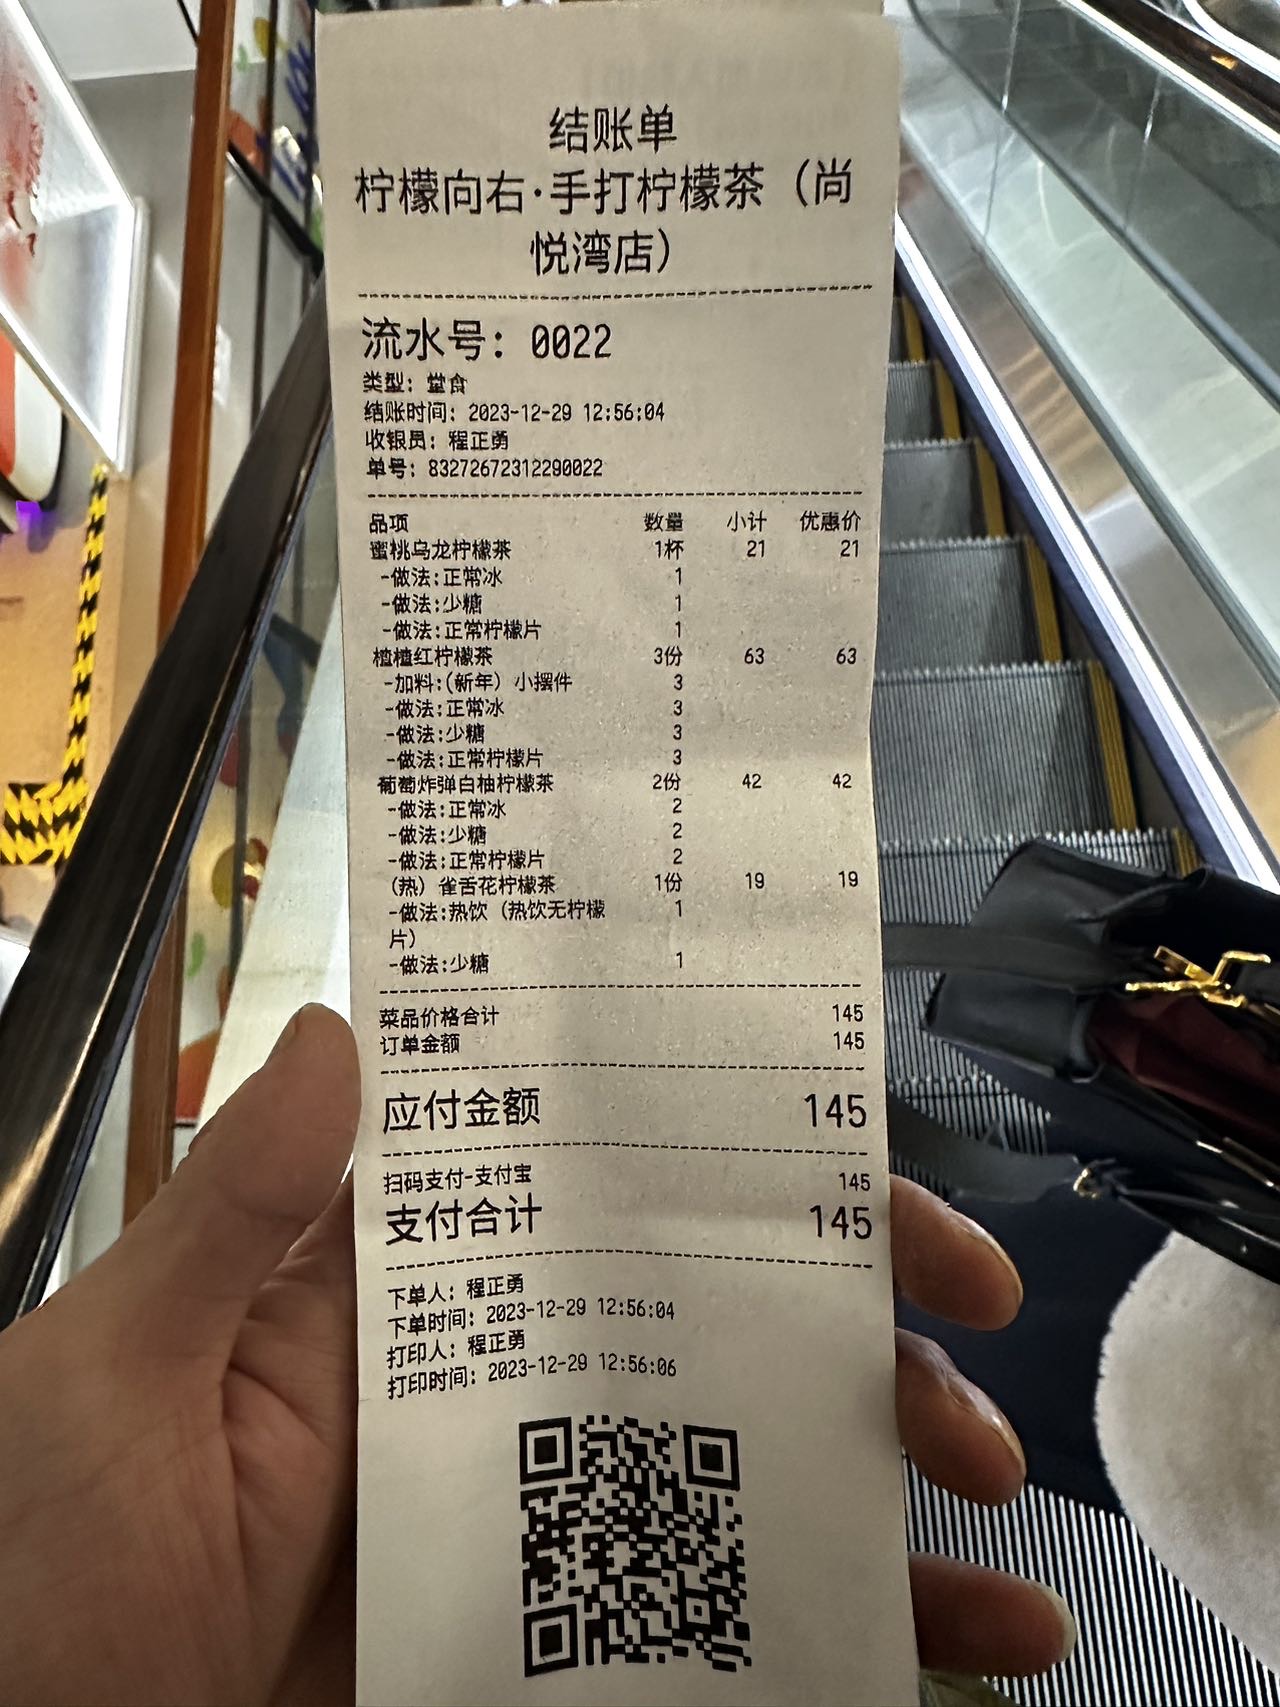 结账单
柠檬向右·手打柠檬茶（尚
悦湾店）
流水号：0022
类型：堂食
结账时间：2023-12-29 12:56:04
收银员：程正勇
单号：83272672312290022
品项 数量 小计 优惠价
蜜桃乌龙柠檬茶 1杯 21 21
-做法:正常冰 1
-做法:少糖 1
-做法:正常柠檬片 1
楂楂红柠檬茶 3份 63 63
-加料:(新年）小摆件 3
-做法:正常冰 3
-做法:少糖 3
-做法:正常柠檬片 3
葡萄炸弹白柚柠檬茶 2份 42 42
-做法:正常冰 2
-做法:少糖 2
-做法:正常柠檬片 2
（热）雀舌花柠檬茶 1份 19 19
-做法:热饮（热饮无柠檬 1
片）
-做法:少糖 1
菜品价格合计 145
订单金额 145
应付金额 145
扫码支付-支付宝 145
支付合计 145
下单人：程正勇
下单时间：2023-12-29 12:56:04
打印人：程正勇
打印时间：2023-12-29 12:56:06